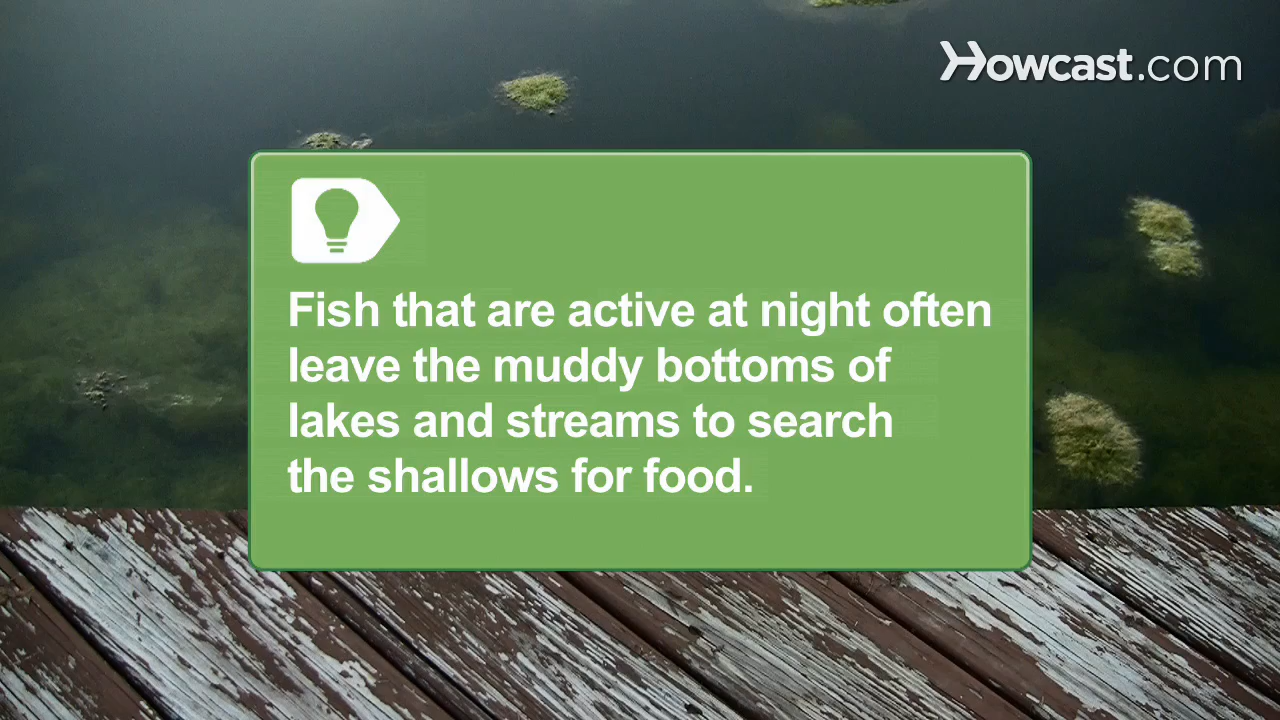 Howcast.com
Fish that are active at night often
leave the muddy bottoms of
lakes and streams to search
the shallows for food.